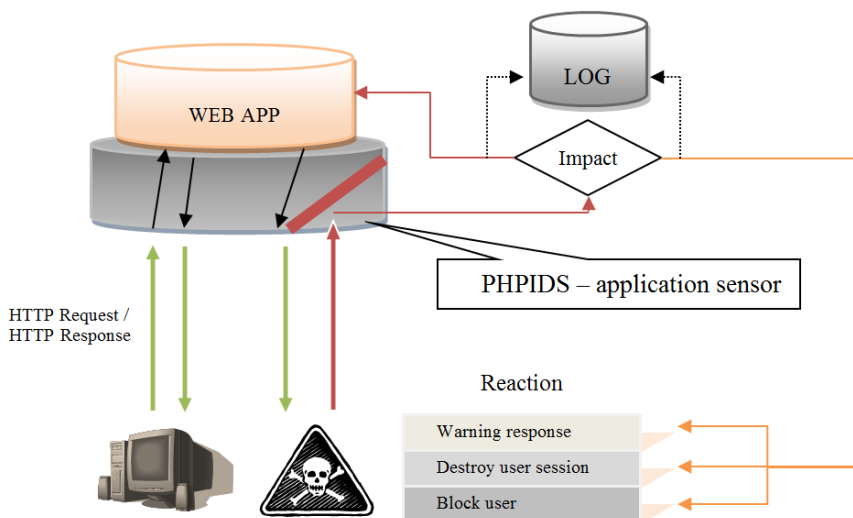 LOG
WEB APP
Impact
PHPIDS – application sensor
HTTP Request /
HTTP Response
Reaction
Warning response
Destroy user session
Block user